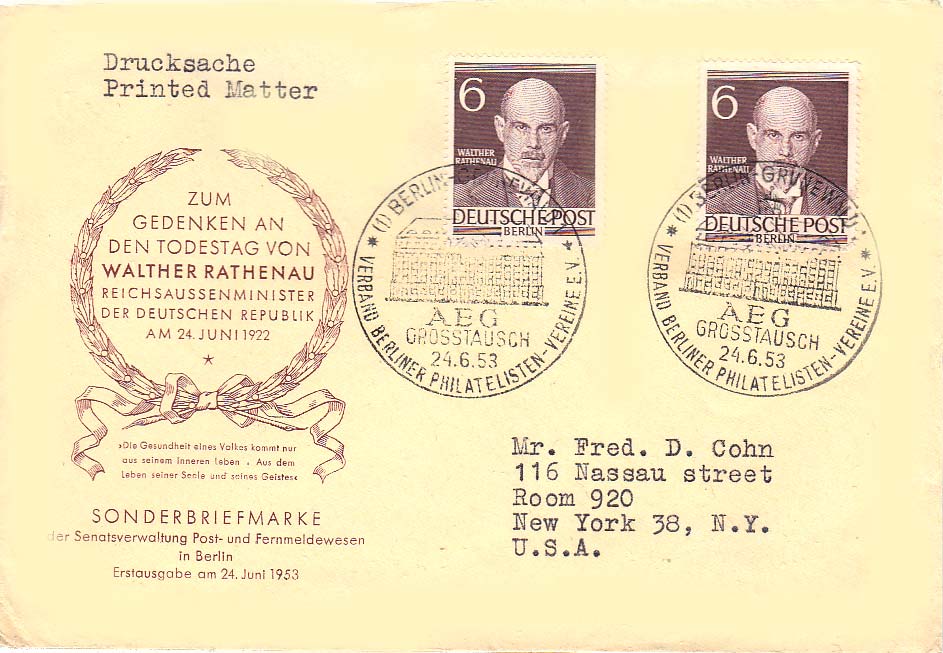 Drucksache
Printed Matter
6
WALTHER
RATHENAU
DEUTSCHE POST
BERLIN
6
WALTHER
RATHENAU
DEUTSCHE POST
BERLIN
(1) BERLIN-GRUNEWALD
AEG
GROSSTAUSCH
24.6.53
VERBAND BERLINER PHILATELISTEN-VEREINE E.V.
(1) BERLIN-GRUNEWALD
AEG
GROSSTAUSCH
24.6.53
VERBAND BERLINER PHILATELISTEN-VEREINE E.V.
ZUM
GEDENKEN AN
DEN TODESTAG VON
WALTHER RATHENAU
REICHSAUSSENMINISTER
DER DEUTSCHEN REPUBLIK
AM 24. JUNI 1922
»Die Gesundheit eines Volkes kommt nur
aus seinem inneren Leben . Aus dem
Leben seiner Seele und seines Geistes«
SONDERBRIEFMARKE
der Senatsverwaltung Post- und Fernmeldewesen
in Berlin
Erstausgabe am 24. Juni 1953
Mr. Fred. D. Cohn
116 Nassau street
Room 920
New York 38, N.Y.
U.S.A.